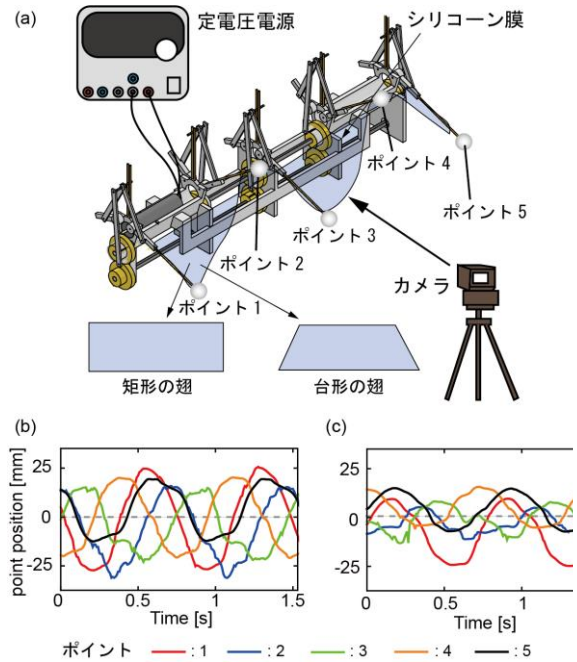 (a)
定電圧電源
シリコーン膜
ポイント 4
ポイント 5
ポイント 3
ポイント 2
ポイント 1
カメラ
矩形の翅
台形の翅
(b)
(c)
point position [mm]
25
0
-25
0
0.5
1
1.5
Time [s]
25
0
-25
0
0.5
1
Time [s]
ポイント : 1 : 2 : 3 : 4 : 5